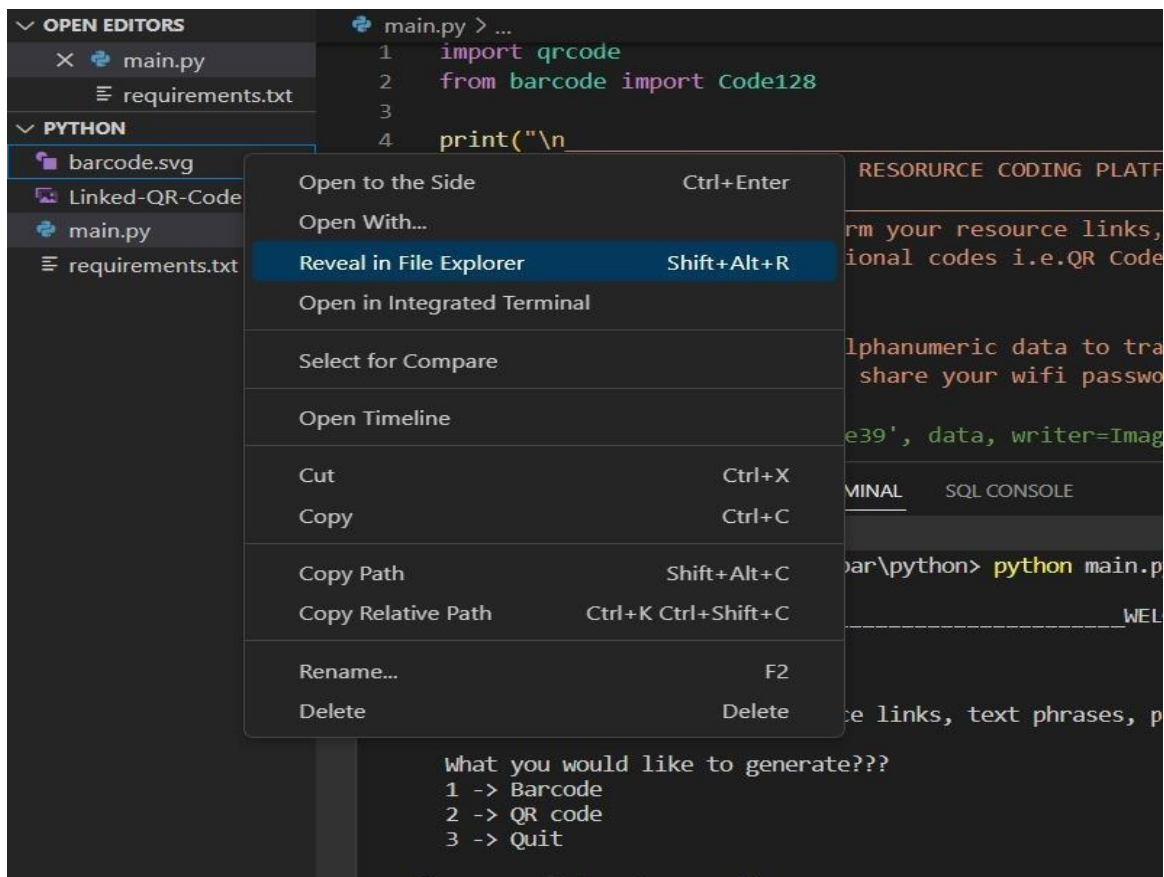 OPEN EDITORS
main.py
requirements.txt
PYTHON
barcode.svg
Linked-QR-Code
main.py
requirements.txt
main.py > ...
1 import qrcode
2 from barcode import Code128
3
4 print("\n
RESORURCE CODING PLATF
rm your resource links,
ional codes i.e.QR Code
lphanumeric data to tra
share your wifi passwo
e39', data, writer=Imag
Open to the Side Ctrl+Enter
Open With...
Reveal in File Explorer Shift+Alt+R
Open in Integrated Terminal
Select for Compare
Open Timeline
Cut Ctrl+X
Copy Ctrl+C
Copy Path Shift+Alt+C
Copy Relative Path Ctrl+K Ctrl+Shift+C
Rename... F2
Delete Delete
MINAL SQL CONSOLE
bar\python> python main.p
WEL
ce links, text phrases, p
What you would like to generate???
1 -> Barcode
2 -> QR code
3 -> Quit